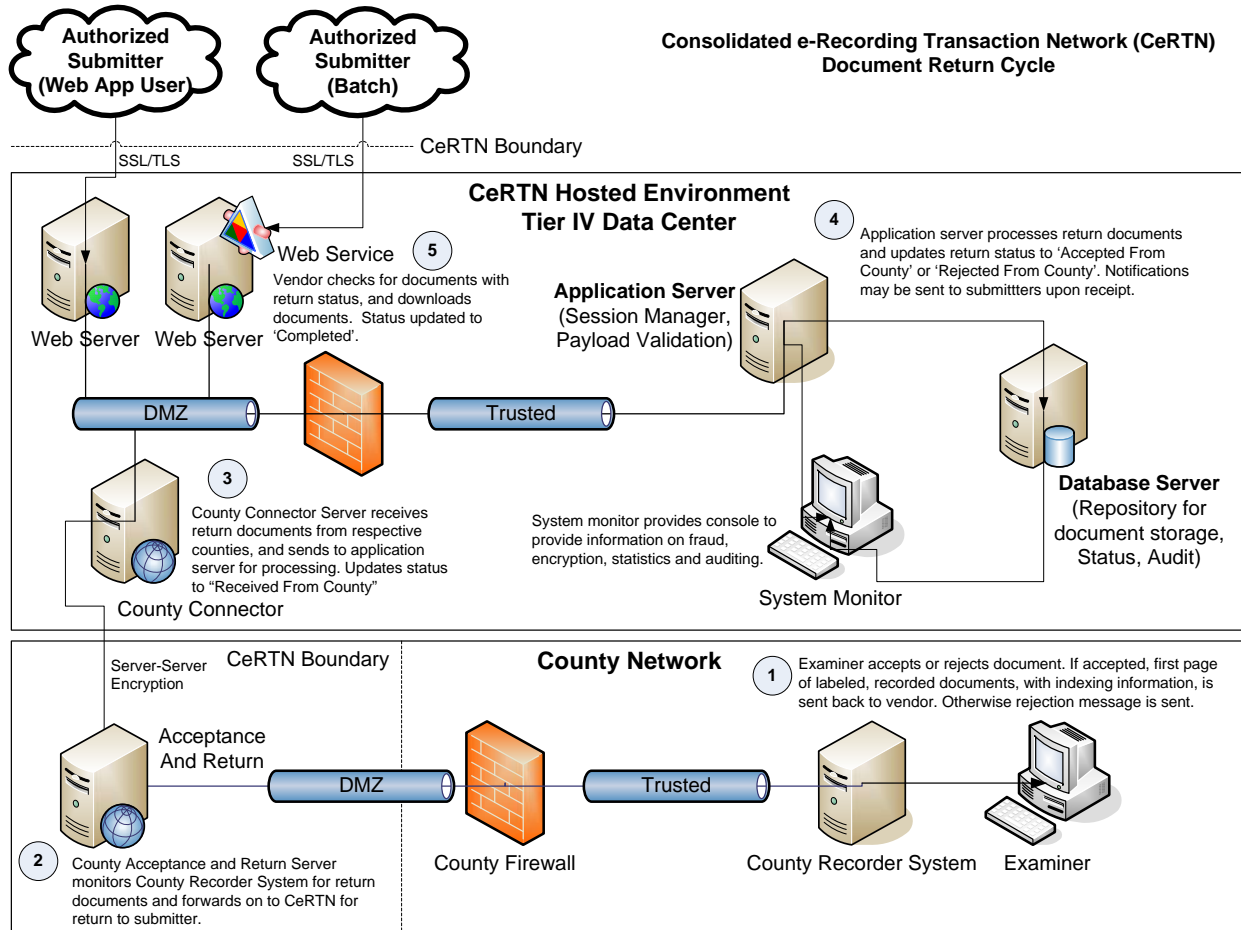 Authorized
Submitter
(Web App User)
Authorized
Submitter
(Batch)
Consolidated e-Recording Transaction Network (CeRTN)
Document Return Cycle
CeRTN Boundary
SSL/TLS
SSL/TLS
CeRTN Hosted Environment
Tier IV Data Center
Web Server
Web Server
Web Service
5
Vendor checks for documents with
return status, and downloads
documents. Status updated to
‘Completed’.
Application Server
(Session Manager,
Payload Validation)
4
Application server processes return documents
and updates return status to ‘Accepted From
County’ or ‘Rejected From County’. Notifications
may be sent to submittters upon receipt.
DMZ
Trusted
3
County Connector Server receives
return documents from respective
counties, and sends to application
server for processing. Updates status
to “Received From County”
County Connector
System monitor provides console to
provide information on fraud,
encryption, statistics and auditing.
System Monitor
Database Server
(Repository for
document storage,
Status, Audit)
Server-Server
Encryption
CeRTN Boundary
County Network
1
Examiner accepts or rejects document. If accepted, first page
of labeled, recorded documents, with indexing information, is
sent back to vendor. Otherwise rejection message is sent.
Acceptance
And Return
DMZ
County Firewall
Trusted
County Recorder System
Examiner
2
County Acceptance and Return Server
monitors County Recorder System for return
documents and forwards on to CeRTN for
return to submitter.